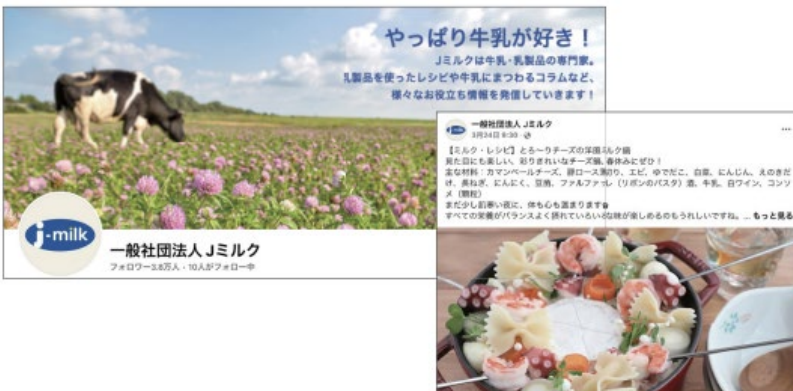 やっぱり牛乳が好き！
Jミルクは牛乳・乳製品の専門家。
乳製品を使ったレシピや牛乳にまつわるコラムなど、
様々なお役立ち情報を発信していきます！
j-milk
一般社団法人 Jミルク
フォロワー3.8万人・10人がフォロー中
一般社団法人 Jミルク
3月24日 8:30
【ミルク・レシピ】とろ〜りチーズの洋風ミルク鍋
見た目にも楽しい、彩りきれいなチーズ鍋、春休みにぜひ！
主な材料：カマンベールチーズ、豚ロース薄切り、エビ、ゆでだこ、白菜、にんじん、えのきだ
け、長ねぎ、にんにく、豆苗、ファルファレ（リボンのパスタ）酒、牛乳、白ワイン、コンソ
メ（顆粒）
まだ少し肌寒い夜に、体も心も温まります
すべての栄養がバランスよく摂れていろいろな味が楽しめるのもうれしいですね。... もっと見る